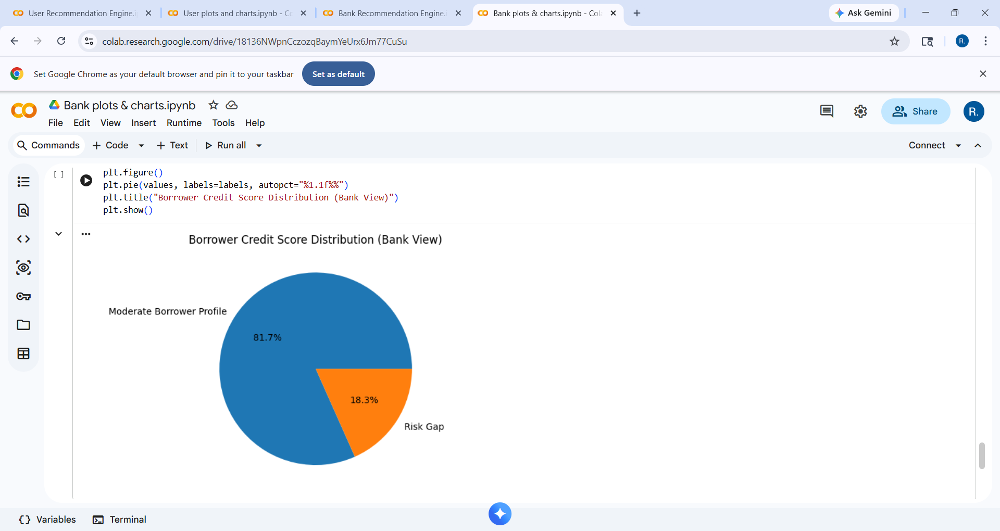 User Recommendation Engine.i
User plots and charts.ipynb - Co
Bank Recommendation Engine.i
Bank plots & charts.ipynb - Cola
Ask Gemini
colab.research.google.com/drive/18136NWpnCczozqBaymYeUrx6Jm77CuSu
R.
Set Google Chrome as your default browser and pin it to your taskbar
Set as default
Bank plots & charts.ipynb
File Edit View Insert Runtime Tools Help
Share
R.
Commands + Code + Text Run all
Connect
[ ]
plt.figure()
plt.pie(values, labels=labels, autopct="%1.1f%%")
plt.title("Borrower Credit Score Distribution (Bank View)")
plt.show()
Borrower Credit Score Distribution (Bank View)
Moderate Borrower Profile
81.7%
18.3%
Risk Gap
Variables
Terminal